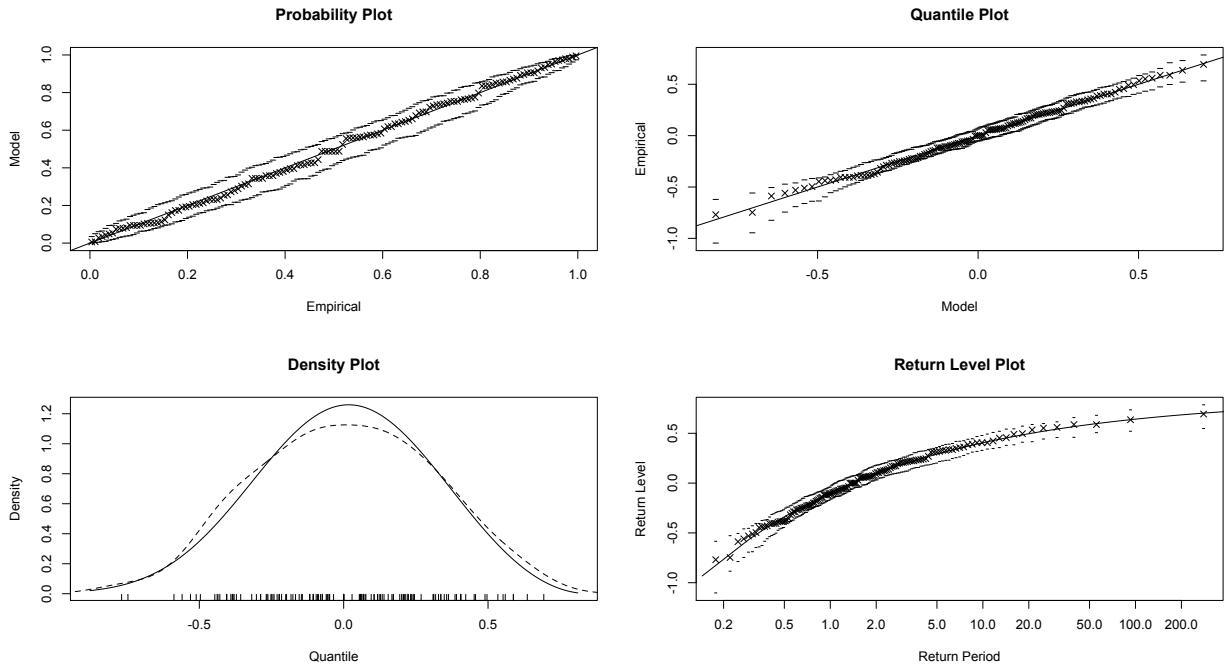 Probability Plot
Model
1.0
0.8
0.6
0.4
0.2
0.0
0.0 0.2 0.4 0.6 0.8 1.0
Empirical
Quantile Plot
Empirical
0.5
0.0
-0.5
-1.0
-0.5 0.0 0.5
Model
Density Plot
Density
1.2
1.0
0.8
0.6
0.4
0.2
0.0
-0.5 0.0 0.5
Quantile
Return Level Plot
Return Level
0.5
0.0
-0.5
-1.0
0.2 0.5 1.0 2.0 5.0 10.0 20.0 50.0 100.0 200.0
Return Period